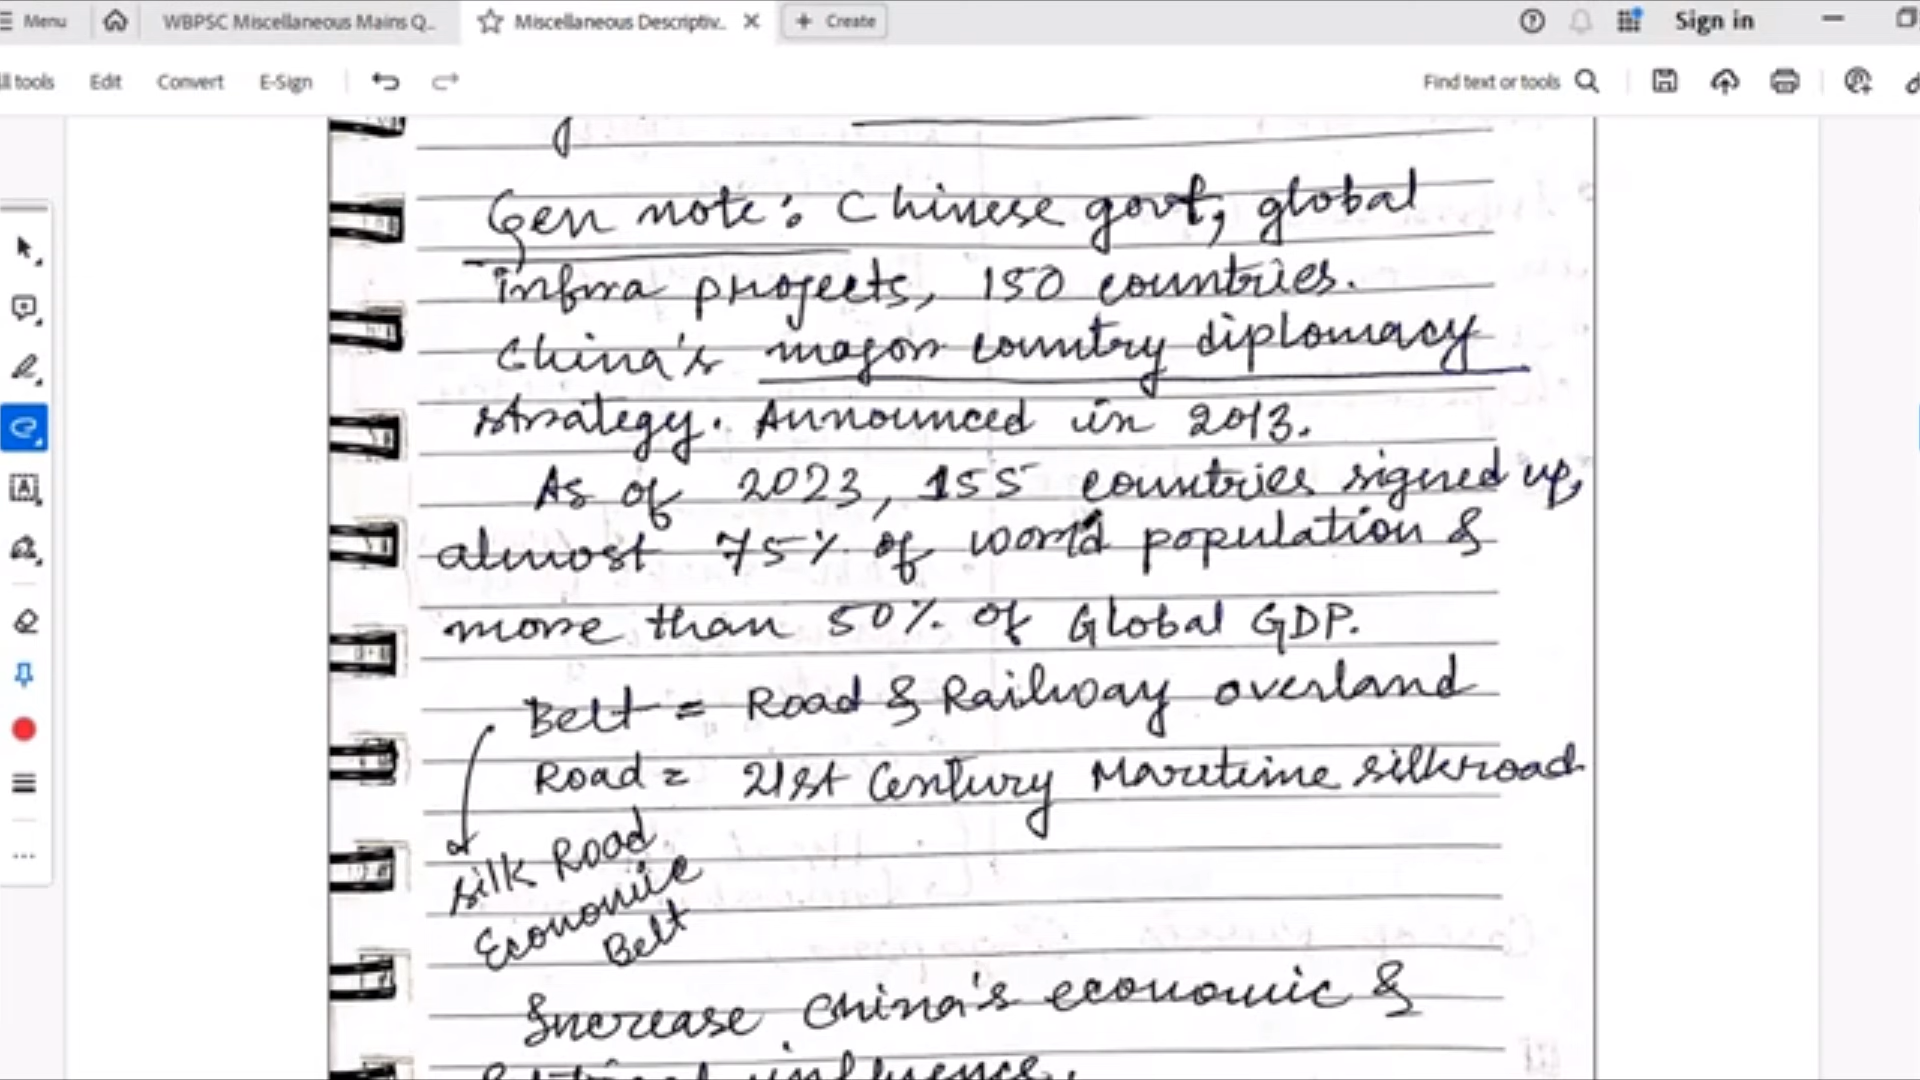 Menu
WBPSC Miscellaneous Mains Q...
Miscellaneous Descriptiv...
Create
Sign in
ll tools
Edit
Convert
E-Sign
Find text or tools
Gen note: Chinese govt, global
infra projects, 150 countries.
China's major country diplomacy
strategy. Announced in 2013.
As of 2023, 155 countries signed up,
almost 75% of world population &
more than 50% of Global GDP.
Belt = Road & Railway overland
Road = 21st Century Maretime silkroad
silk Road
Economic
Belt
Increase China's economic &
influence.